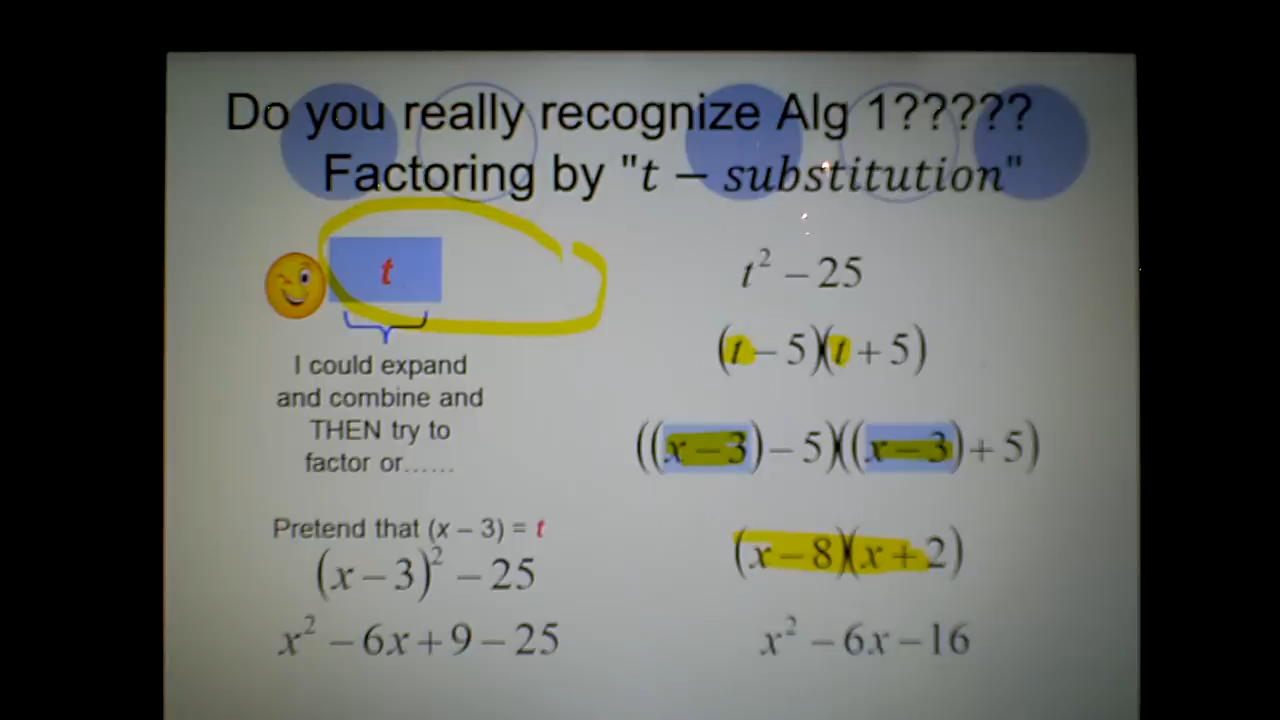 Do you really recognize Alg 1?????
Factoring by "t − substitution"
t
I could expand
and combine and
THEN try to
factor or……
Pretend that (x – 3) = t
(x − 3)² − 25
x² − 6x + 9 − 25
t² − 25
(t − 5)(t + 5)
((x − 3) − 5)((x − 3) + 5)
(x − 8)(x + 2)
x² − 6x − 16